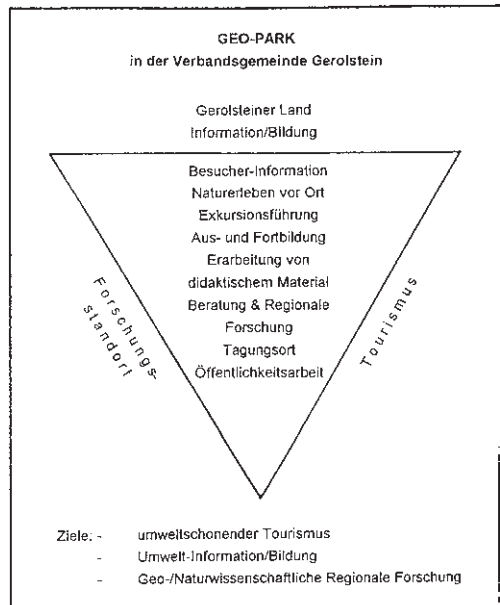 GEO-PARK
in der Verbandsgemeinde Gerolstein
Gerolsteiner Land
Information/Bildung
Besucher-Information
Naturerleben vor Ort
Exkursionsführung
Aus- und Fortbildung
Erarbeitung von
didaktischem Material
Beratung & Regionale
Forschung
Tagungsort
Öffentlichkeitsarbeit
Forschungs-
standort
Tourismus
Ziele: - umweltschonender Tourismus
- Umwelt-Information/Bildung
- Geo-/Naturwissenschaftliche Regionale Forschung